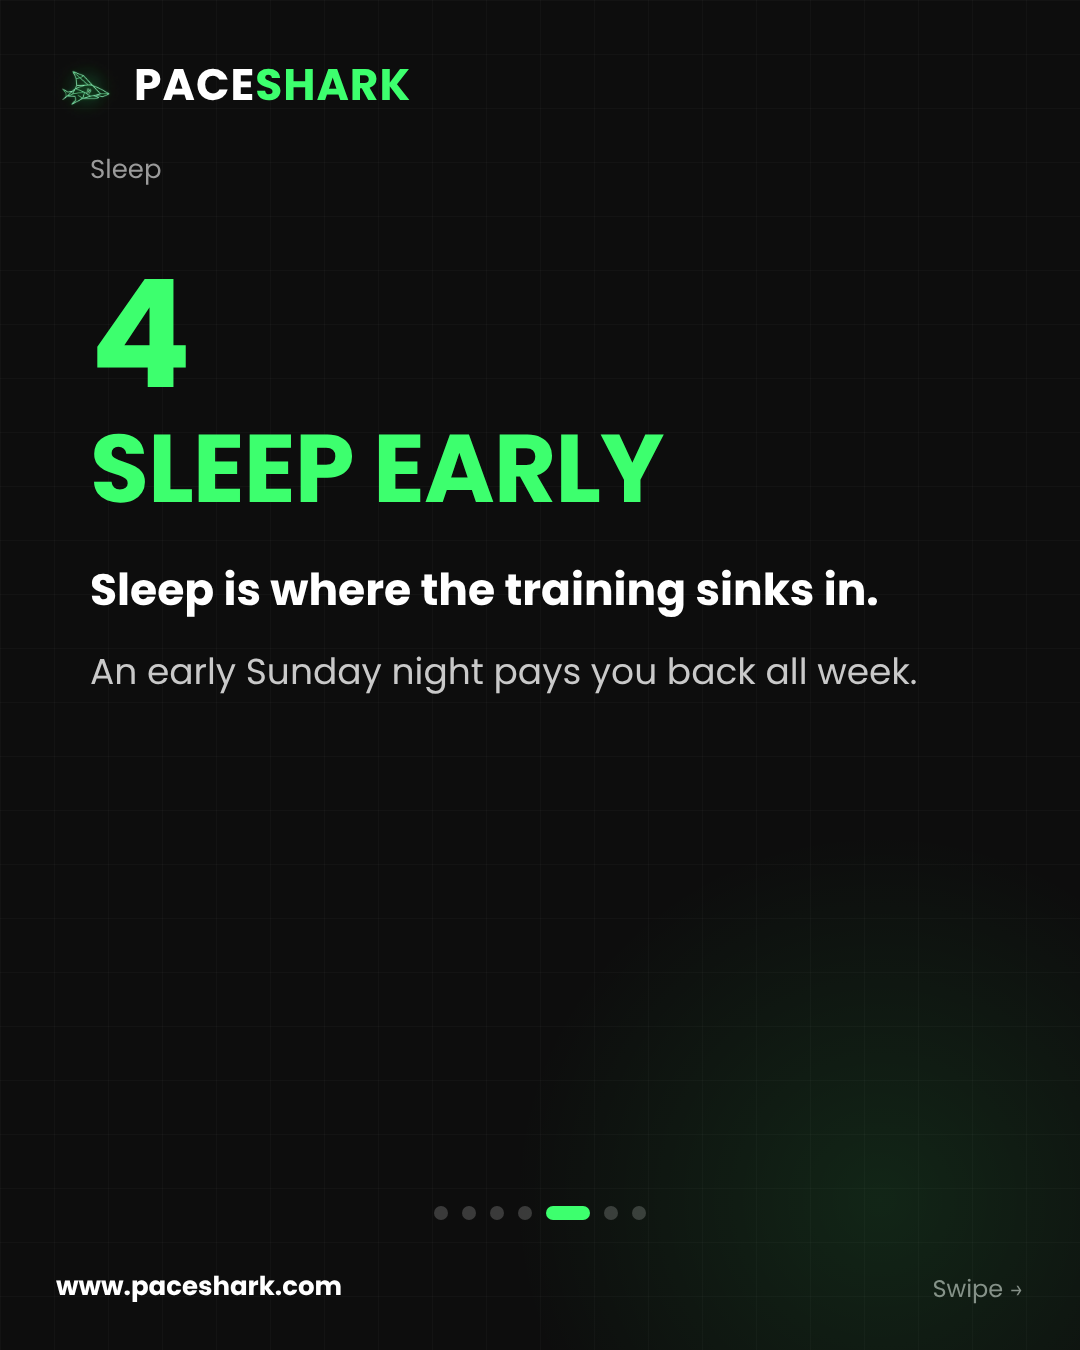 PACESHARK
Sleep
4
SLEEP EARLY
Sleep is where the training sinks in.
An early Sunday night pays you back all week.
www.paceshark.com
Swipe →